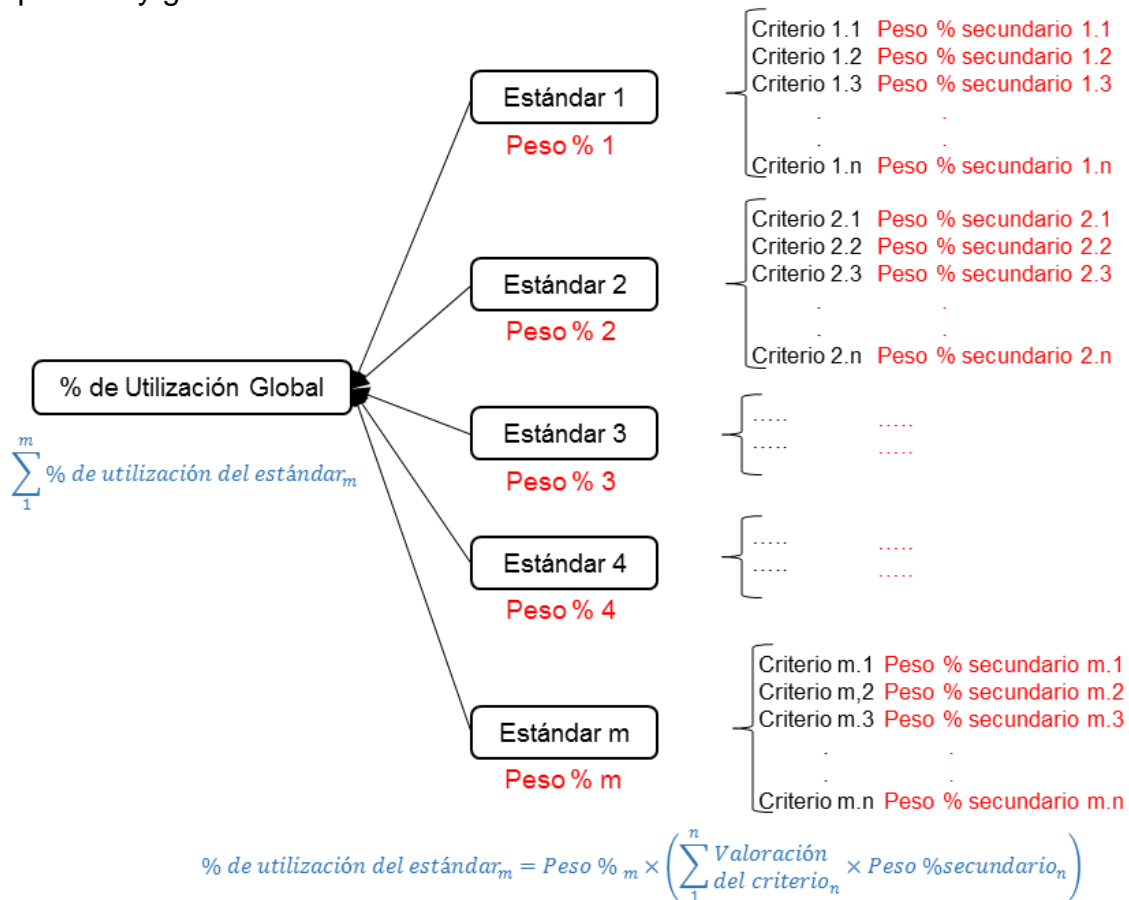 Criterio 1.1 Peso % secundario 1.1
Criterio 1.2 Peso % secundario 1.2
Criterio 1.3 Peso % secundario 1.3
. .
. .
Criterio 1.n Peso % secundario 1.n
Estándar 1
Peso % 1
Criterio 2.1 Peso % secundario 2.1
Criterio 2.2 Peso % secundario 2.2
Criterio 2.3 Peso % secundario 2.3
. .
. .
Criterio 2.n Peso % secundario 2.n
Estándar 2
Peso % 2
% de Utilización Global
m
∑ % de utilización del estándar_m
1
Estándar 3
Peso % 3
..... .....
..... .....
Estándar 4
Peso % 4
..... .....
..... .....
Criterio m.1 Peso % secundario m.1
Criterio m,2 Peso % secundario m.2
Criterio m.3 Peso % secundario m.3
. .
. .
Criterio m.n Peso % secundario m.n
Estándar m
Peso % m
% de utilización del estándar_m = Peso % _m × (∑_1^n Valoración del criterio_n × Peso %secundario_n)